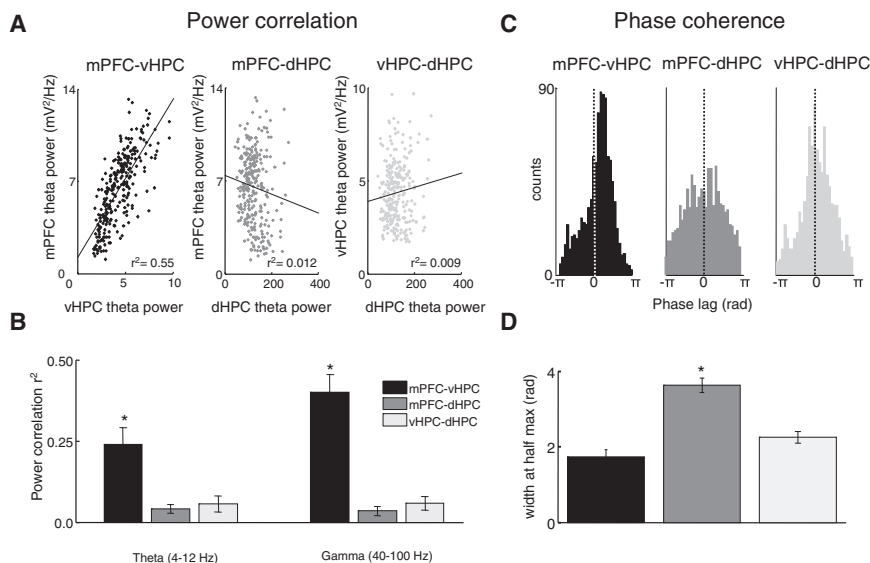 A
Power correlation
mPFC-vHPC
mPFC theta power (mV²/Hz)
14
7
0
5
10
r²= 0.55
vHPC theta power
mPFC-dHPC
mPFC theta power (mV²/Hz)
14
7
0
200
400
r²= 0.012
dHPC theta power
vHPC-dHPC
vHPC theta power (mV²/Hz)
10
5
0
200
400
r²= 0.009
dHPC theta power
B
Power correlation r²
0.50
0.25
0.0
*
*
mPFC-vHPC
mPFC-dHPC
vHPC-dHPC
Theta (4-12 Hz)
Gamma (40-100 Hz)
C
Phase coherence
mPFC-vHPC
mPFC-dHPC
vHPC-dHPC
90
counts
0
-π 0 π
-π 0 π
-π 0 π
Phase lag (rad)
D
width at half max (rad)
4
2
0
*